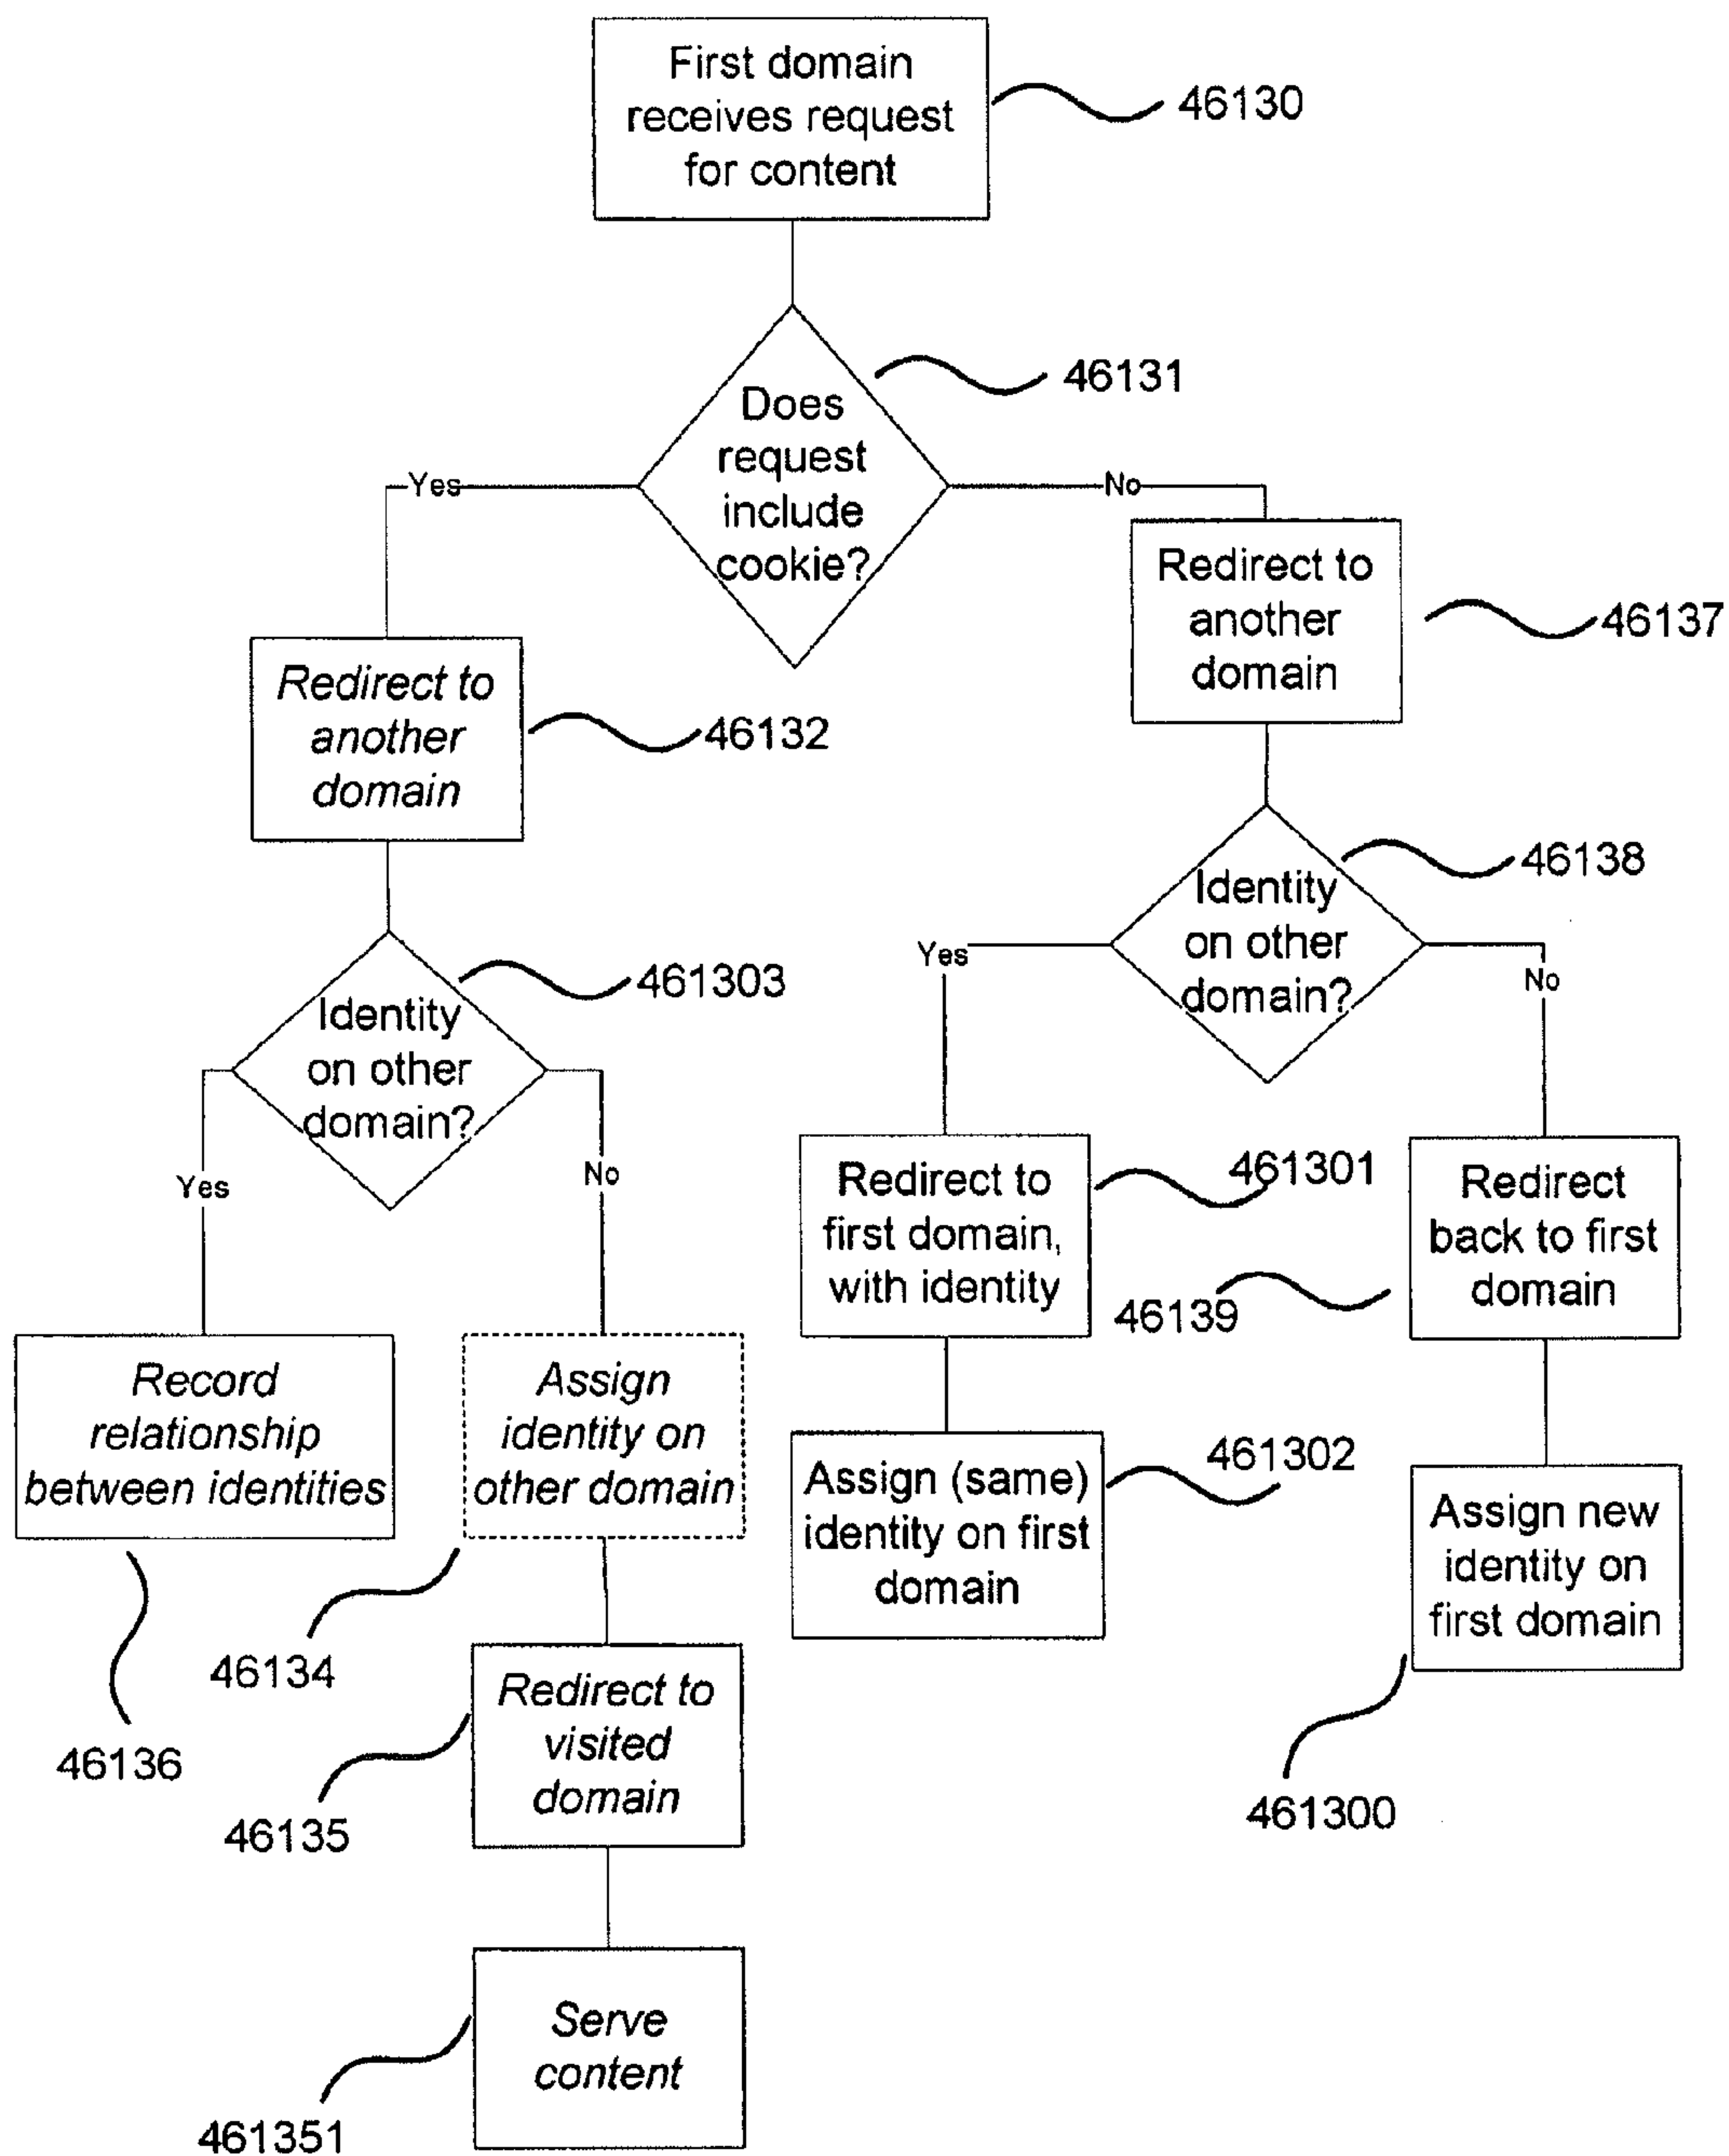 First domain
receives request
for content
46130
46131
Does
request
include
cookie?
Yes
No
Redirect to
another
domain
46137
Redirect to
another
domain
46132
46138
Identity
on other
domain?
Yes
No
461303
Identity
on other
domain?
Yes
No
461301
Redirect to
first domain,
with identity
Redirect
back to first
domain
46139
Record
relationship
between identities
Assign
identity on
other domain
461302
Assign (same)
identity on first
domain
Assign new
identity on
first domain
46134
46136
Redirect to
visited
domain
46135
461300
Serve
content
461351